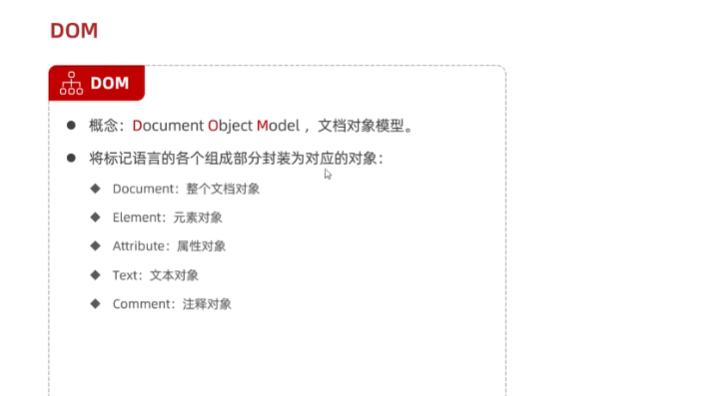 DOM
DOM
概念：Document Object Model ，文档对象模型。
将标记语言的各个组成部分封装为对应的对象：
Document：整个文档对象
Element：元素对象
Attribute：属性对象
Text：文本对象
Comment：注释对象